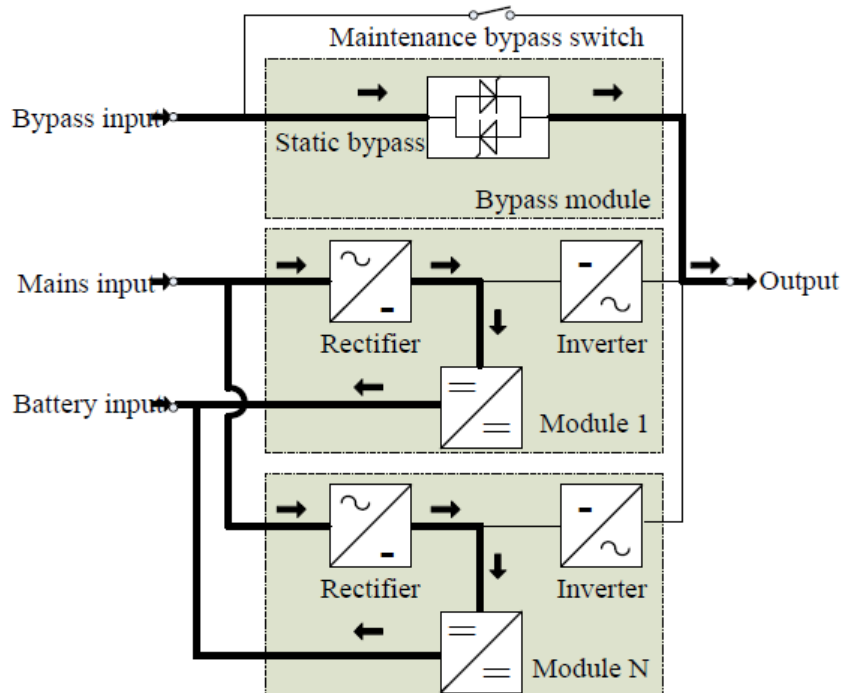 Maintenance bypass switch
Bypass input
Static bypass
Bypass module
Mains input
Output
Rectifier
Inverter
Battery input
Module 1
Rectifier
Inverter
Module N